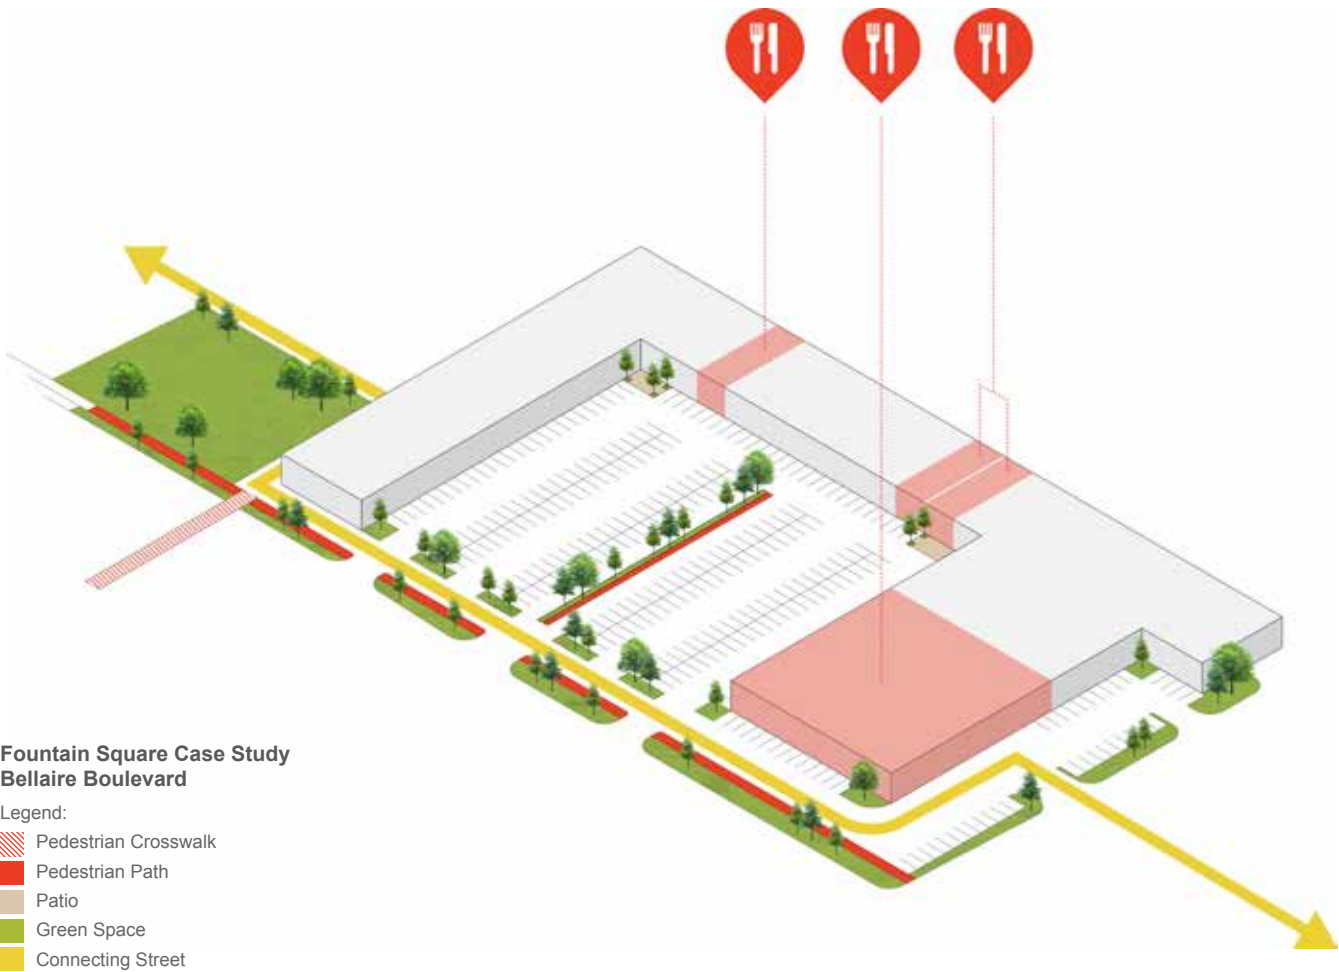 Fountain Square Case Study
Bellaire Boulevard
Legend:
Pedestrian Crosswalk
Pedestrian Path
Patio
Green Space
Connecting Street